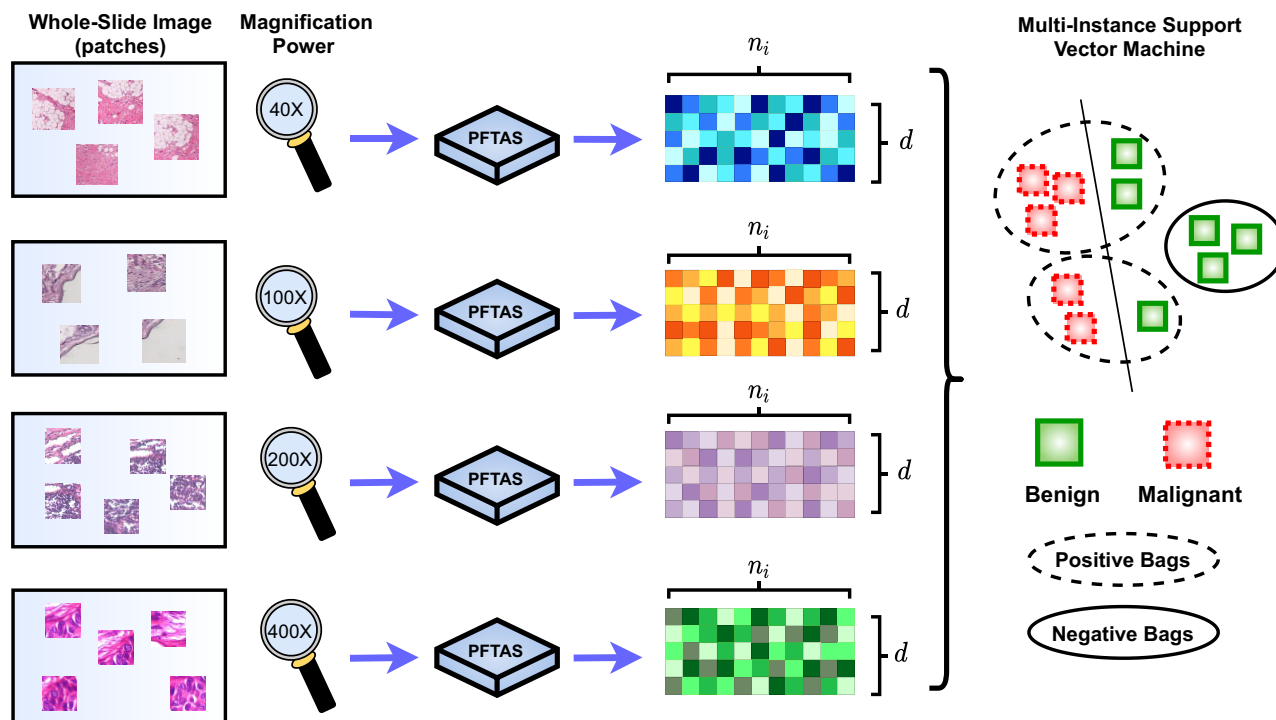 Whole-Slide Image
(patches)
Magnification
Power
Multi-Instance Support
Vector Machine
40X
PFTAS
n_i
d
100X
PFTAS
n_i
d
200X
PFTAS
n_i
d
400X
PFTAS
n_i
d
Benign
Malignant
Positive Bags
Negative Bags